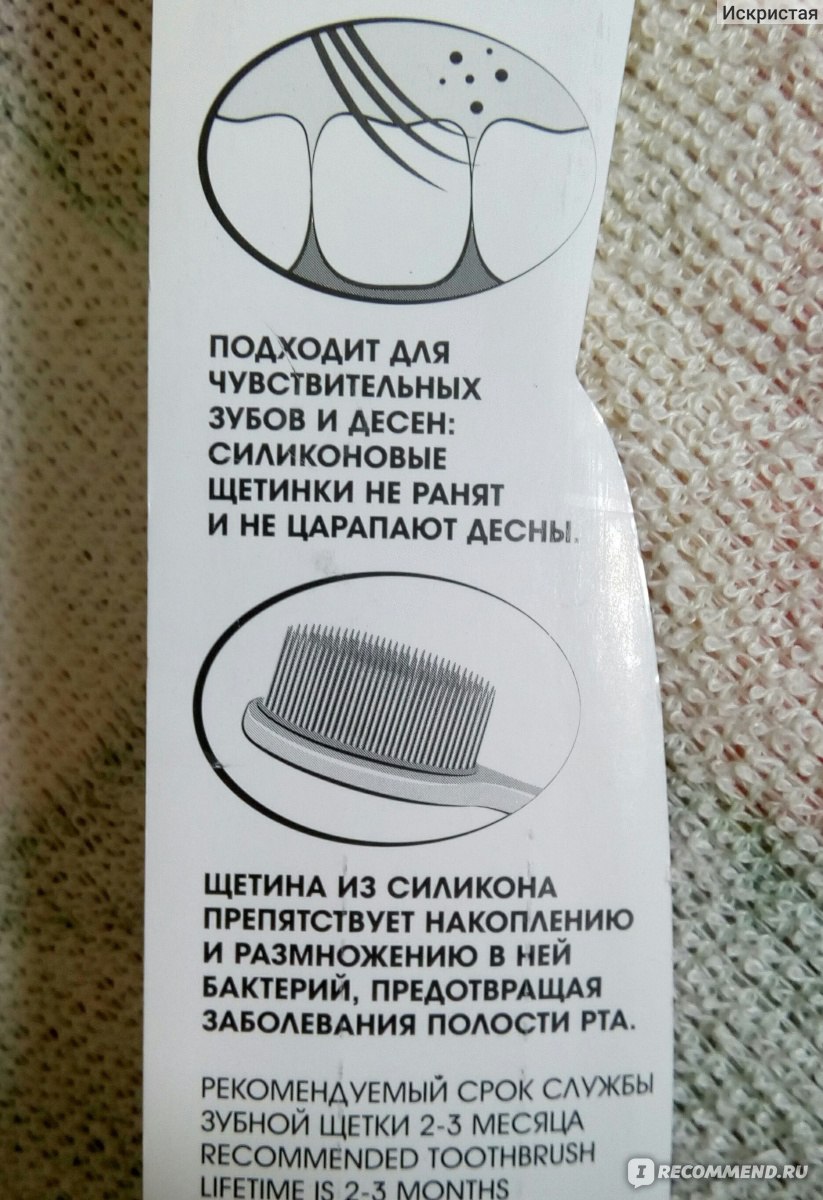 Искристая
ПОДХОДИТ ДЛЯ
ЧУВСТВИТЕЛЬНЫХ
ЗУБОВ И ДЕСЕН:
СИЛИКОНОВЫЕ
ЩЕТИНКИ НЕ РАНЯТ
И НЕ ЦАРАПАЮТ ДЕСНЫ.
ЩЕТИНА ИЗ СИЛИКОНА
ПРЕПЯТСТВУЕТ НАКОПЛЕНИЮ
И РАЗМНОЖЕНИЮ В НЕЙ
БАКТЕРИЙ, ПРЕДОТВРАЩАЯ
ЗАБОЛЕВАНИЯ ПОЛОСТИ РТА.
РЕКОМЕНДУЕМЫЙ СРОК СЛУЖБЫ
ЗУБНОЙ ЩЕТКИ 2-3 МЕСЯЦА
RECOMMENDED TOOTHBRUSH
LIFETIME IS 2-3 MONTHS
IRECOMMEND.RU